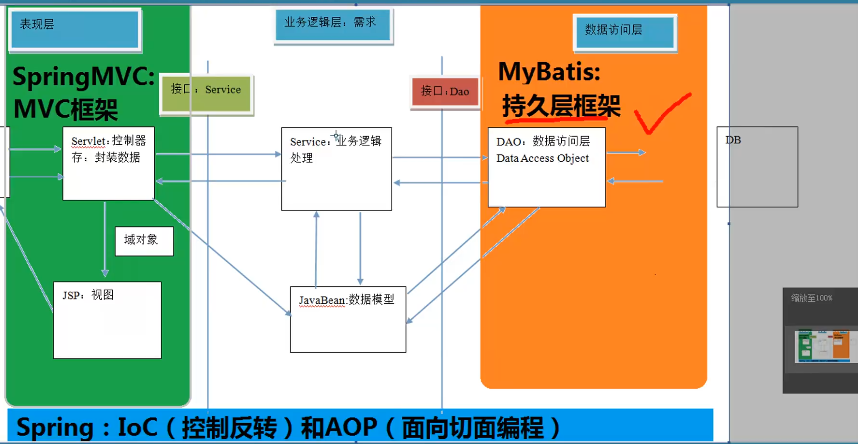 表现层
业务逻辑层：需求
数据访问层
SpringMVC:
MVC框架
接口：Service
接口：Dao
MyBatis:
持久层框架
Servlet:控制器
存：封装数据
Service：业务逻辑
处理
DAO：数据访问层
Data Access Object
DB
域对象
JSP：视图
JavaBean:数据模型
缩放至100%
Spring：IoC（控制反转）和AOP（面向切面编程）